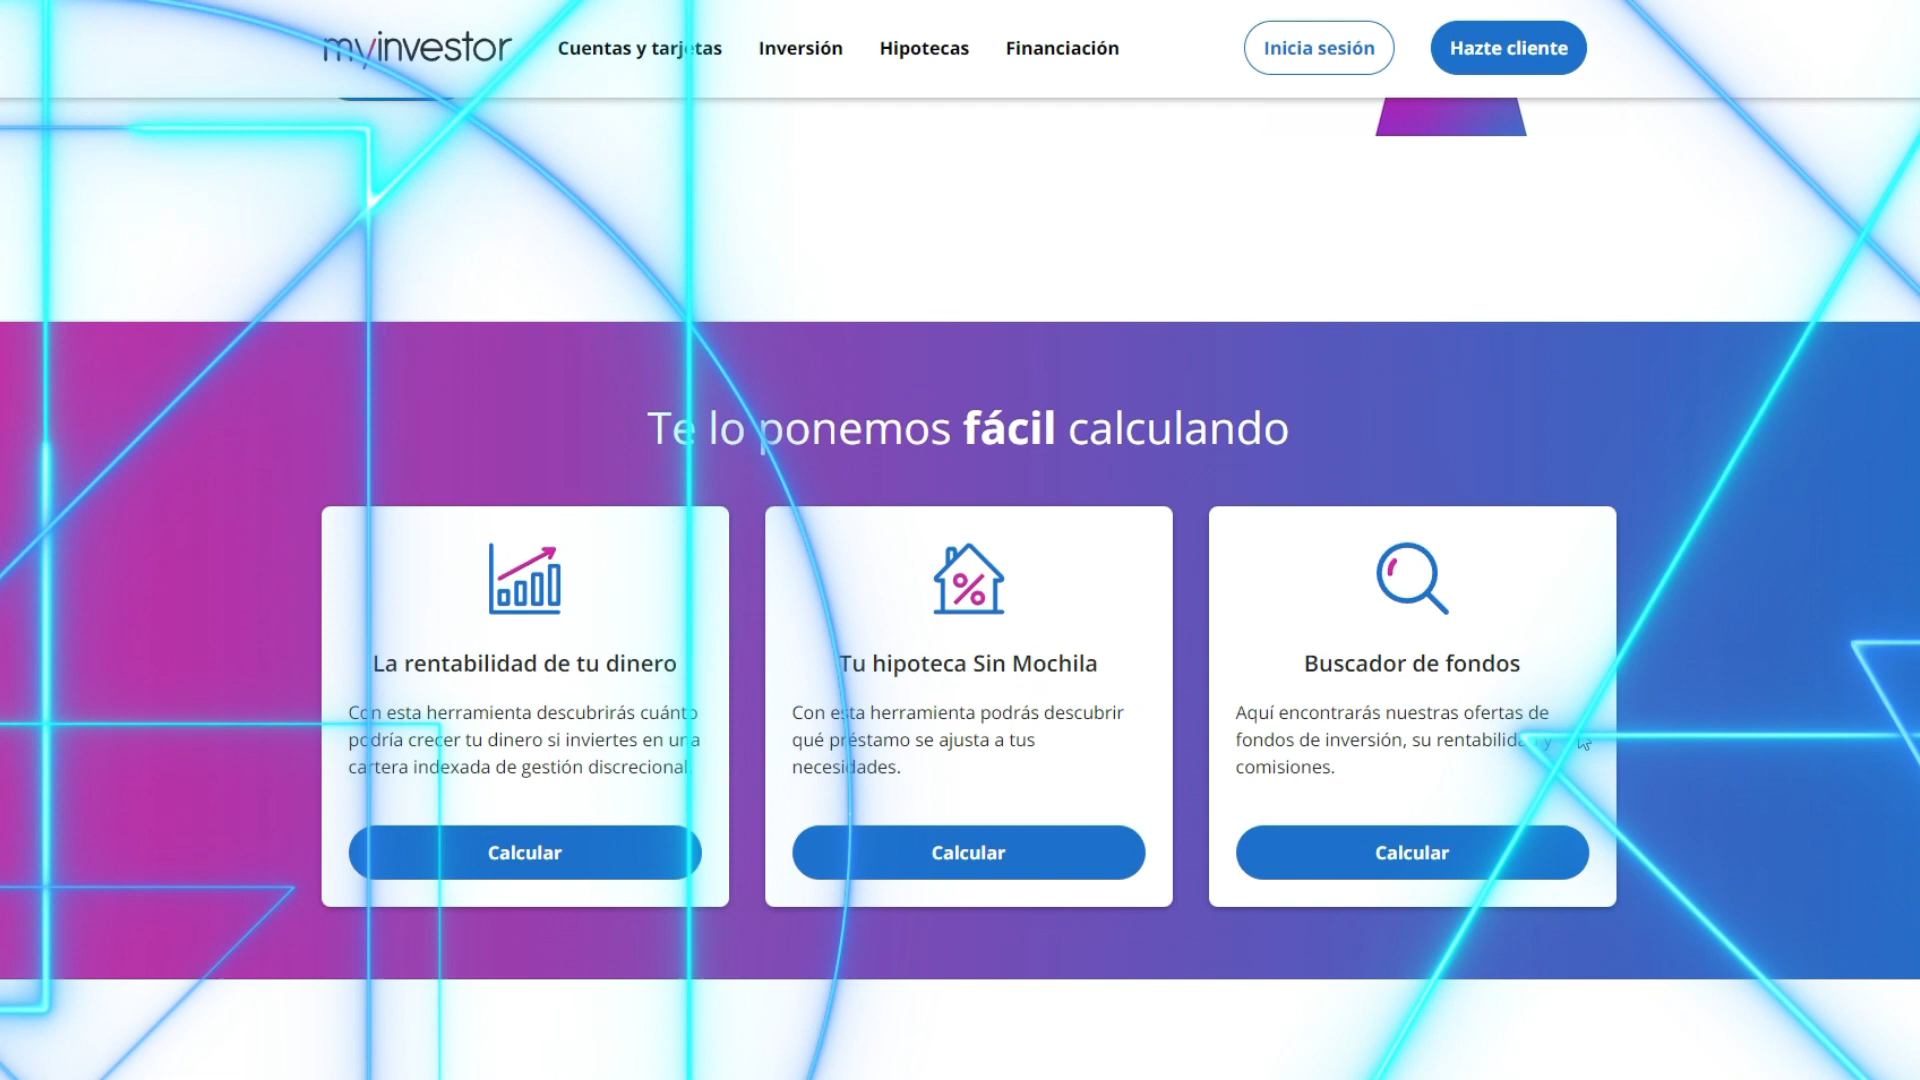 myinvestor
Cuentas y tarjetas
Inversión
Hipotecas
Financiación
Inicia sesión
Hazte cliente
Te lo ponemos fácil calculando
La rentabilidad de tu dinero
Con esta herramienta descubrirás cuánto
podría crecer tu dinero si inviertes en una
cartera indexada de gestión discrecional.
Calcular
Tu hipoteca Sin Mochila
Con esta herramienta podrás descubrir
qué préstamo se ajusta a tus
necesidades.
Calcular
Buscador de fondos
Aquí encontrarás nuestras ofertas de
fondos de inversión, su rentabilidad y
comisiones.
Calcular